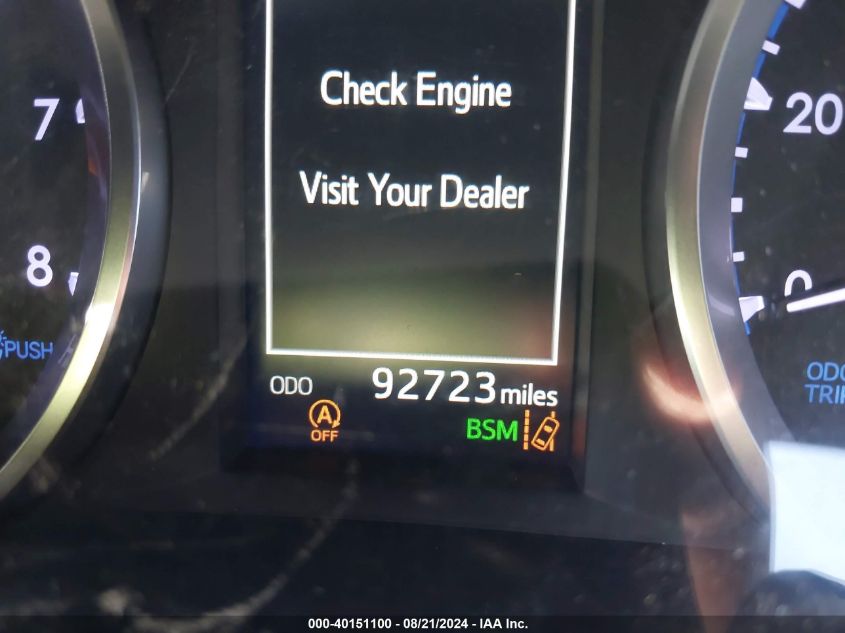 Check Engine
Visit Your Dealer
7
8
PUSH
20
0
ODO 92723 miles
A
OFF
BSM
ODO
TRIP
000-40151100 - 08/21/2024 - IAA Inc.